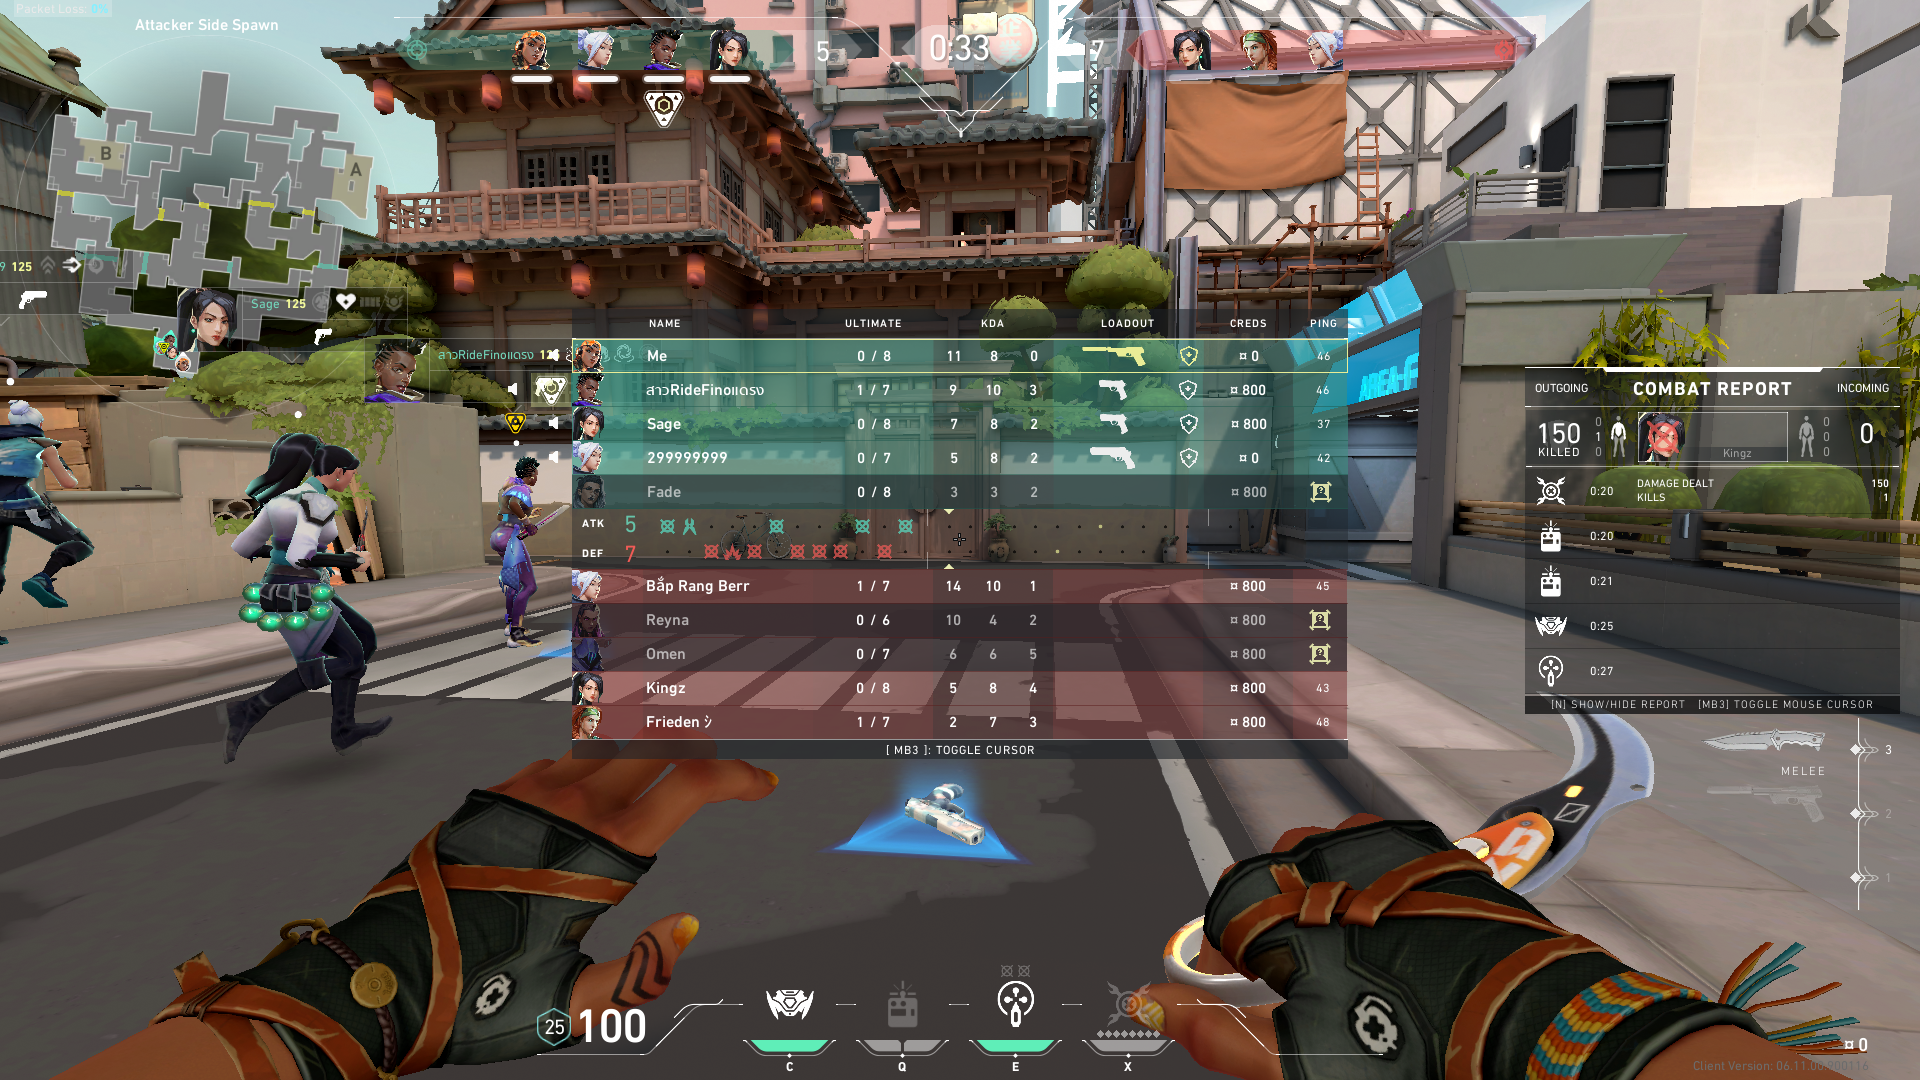 Packet Loss: 0%
Attacker Side Spawn
5
0:33
7
B
A
9 125
Sage 125
สาวRideFinoแดรง
NAME ULTIMATE KDA LOADOUT CREDS PING
Me 0 / 8 11 8 0 ¤ 0 46
สาวRideFinoแดรง 1 / 7 9 10 3 ¤ 800 46
Sage 0 / 8 7 8 2 ¤ 800 37
299999999 0 / 7 5 8 2 ¤ 0 42
Fade 0 / 8 3 3 2 ¤ 800
ATK 5
DEF 7
Bắp Rang Berr 1 / 7 14 10 1 ¤ 800 45
Reyna 0 / 6 10 4 2 ¤ 800
Omen 0 / 7 6 6 5 ¤ 800
Kingz 0 / 8 5 8 4 ¤ 800 43
Frieden シ 1 / 7 2 7 3 ¤ 800 48
[ MB3 ]: TOGGLE CURSOR
OUTGOING COMBAT REPORT INCOMING
150 0 1 0 0 0 0 0
KILLED Kingz
0:20 DAMAGE DEALT 150
KILLS 1
0:20
0:21
0:25
0:27
[N] SHOW/HIDE REPORT [MB3] TOGGLE MOUSE CURSOR
3
MELEE
2
1
25 100
C Q E X
¤ 0